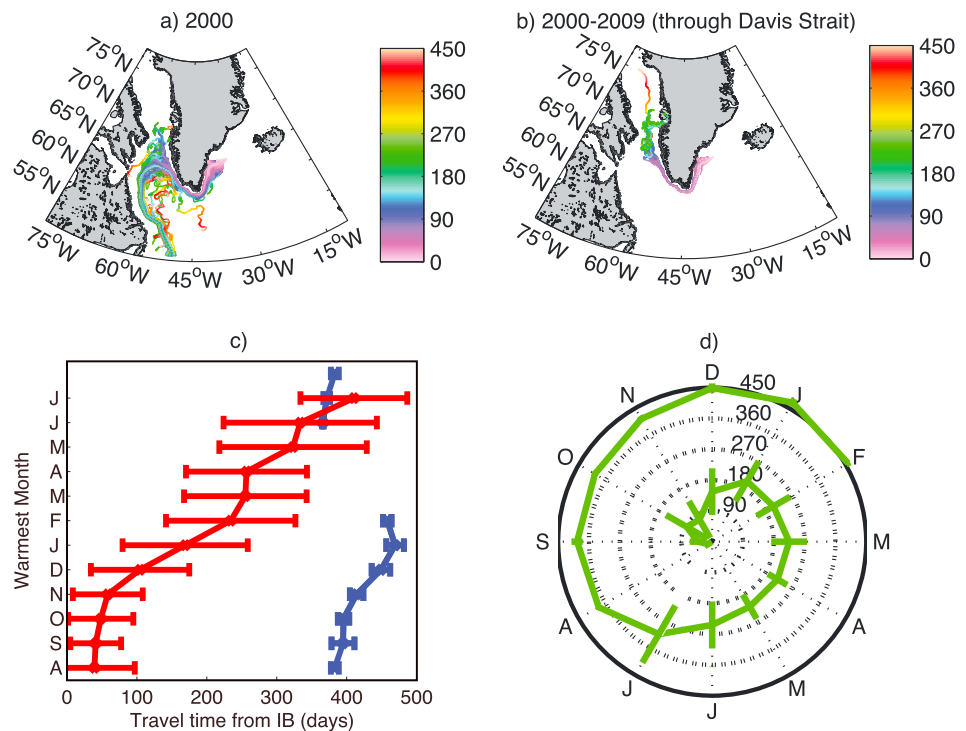 a) 2000
b) 2000-2009 (through Davis Strait)
75°N
70°N
65°N
60°N
55°N
75°W
60°W
45°W
30°W
15°W
450
360
270
180
90
0
75°N
70°N
65°N
60°N
55°N
75°W
60°W
45°W
30°W
15°W
450
360
270
180
90
0
c)
Warmest Month
J
J
M
A
M
F
J
D
N
O
S
A
0
100
200
300
400
500
Travel time from IB (days)
d)
D
J
F
M
A
M
J
J
A
S
O
N
450
360
270
180
90